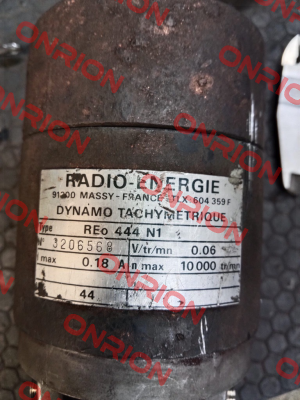 ONRION
RADIO-ENERGIE
91300 MASSY - FRANCE TLX 604 359 F
DYNAMO TACHYMETRIQUE
Type REo 444 N1
N° 3206568 V/tr/mn 0.06
I max 0.18 A n max 10 000 tr/mn
44